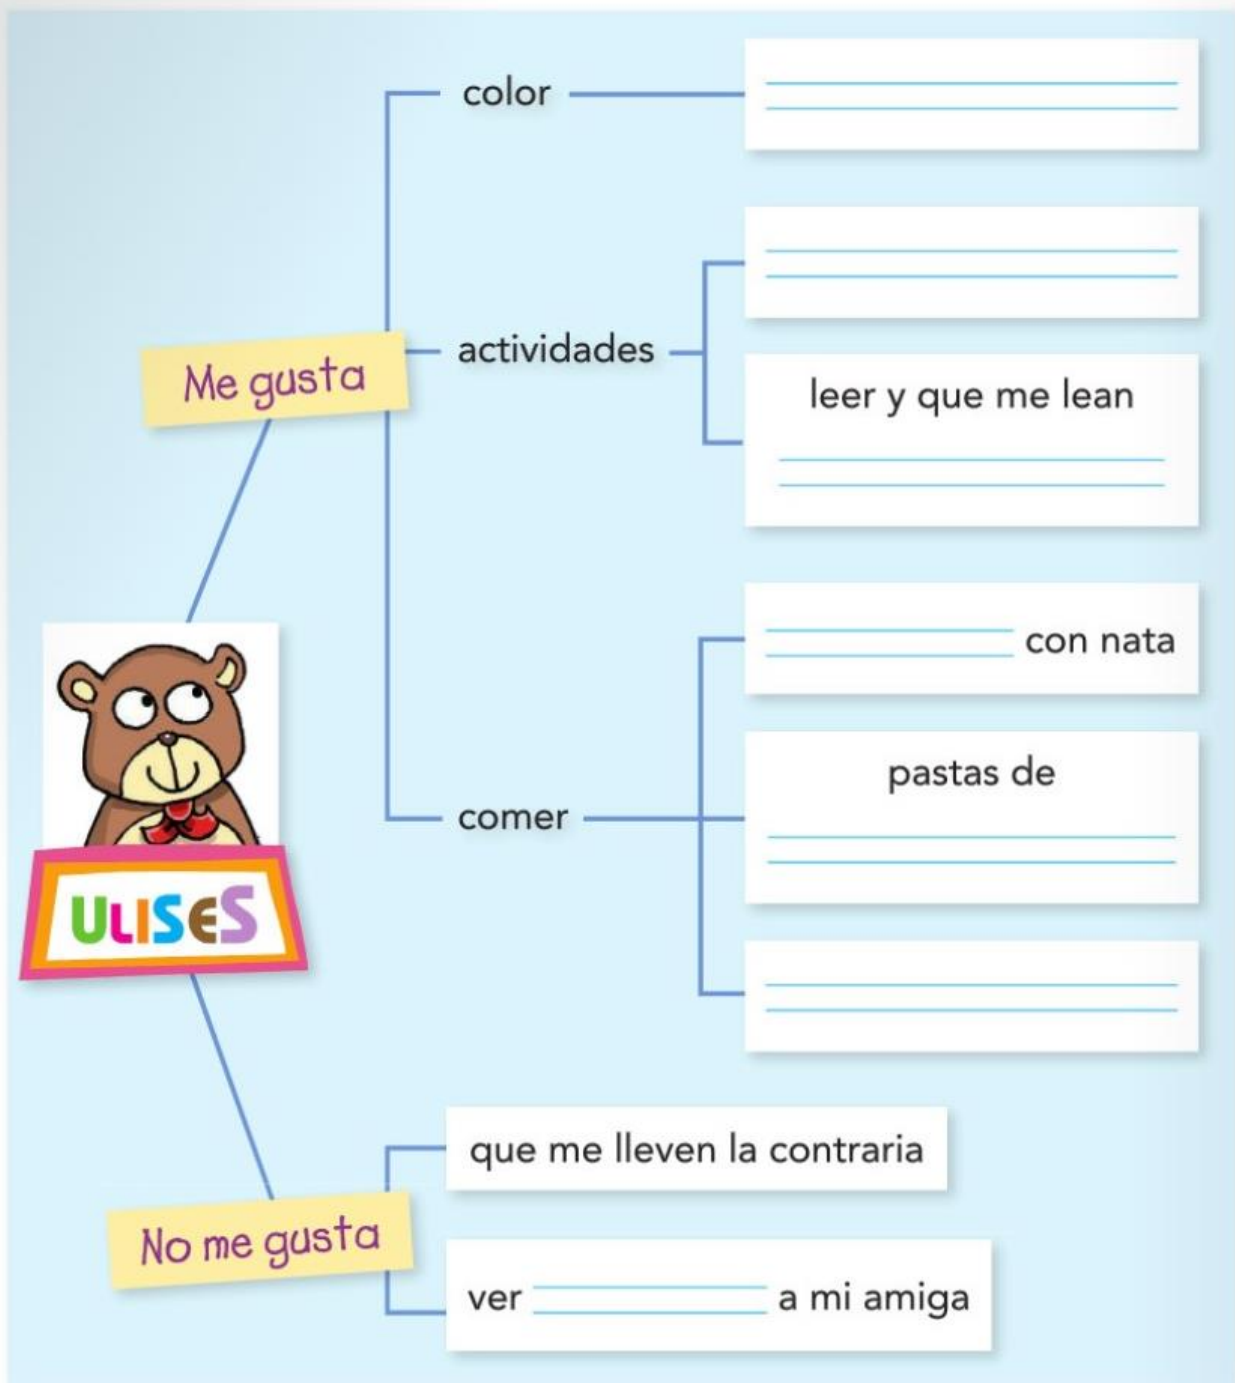 color
actividades
Me gusta
leer y que me lean
con nata
pastas de
comer
ULISES
que me lleven la contraria
No me gusta
ver a mi amiga